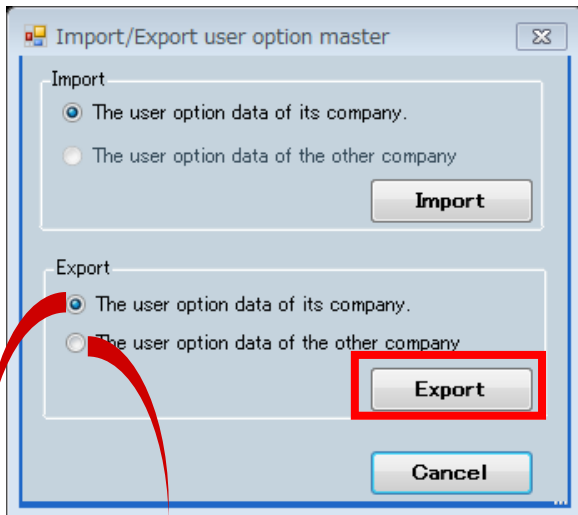 Import/Export user option master
Import
The user option data of its company.
The user option data of the other company
Import
Export
The user option data of its company.
The user option data of the other company
Export
Cancel